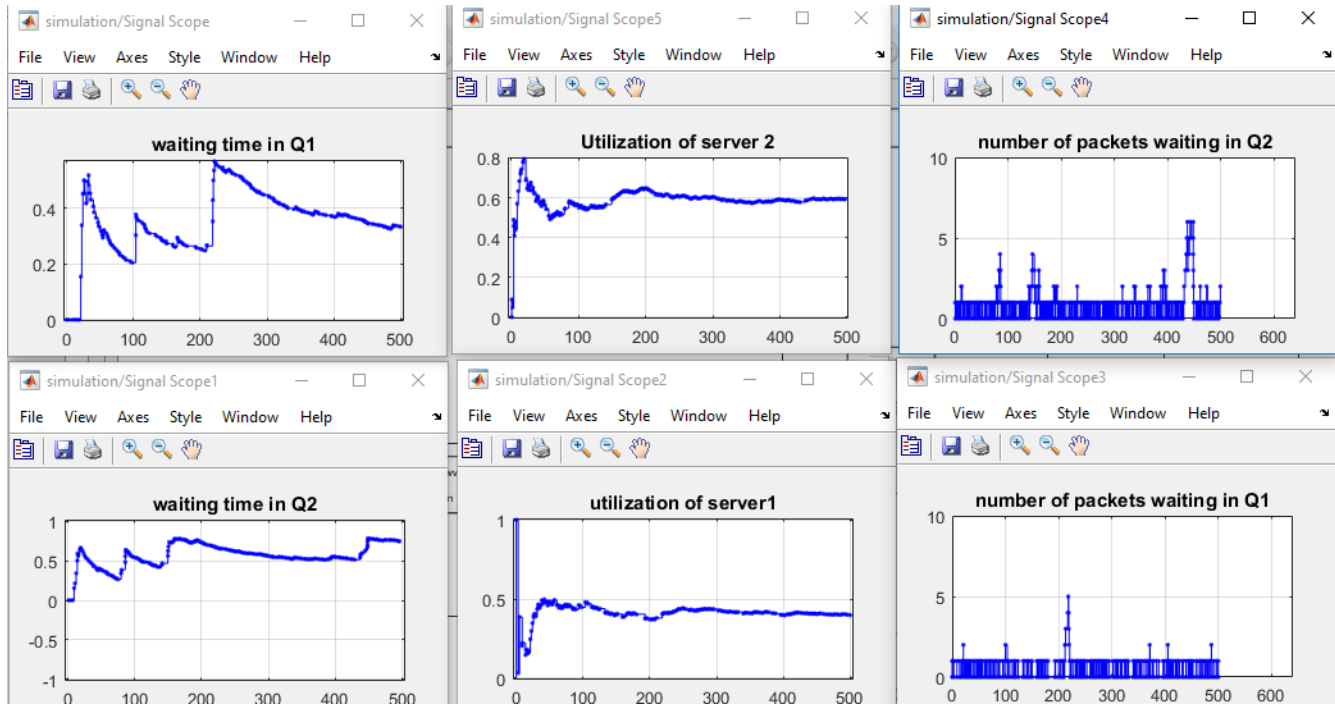 simulation/Signal Scope
File View Axes Style Window Help
waiting time in Q1
0.4
0.2
0
0 100 200 300 400 500
simulation/Signal Scope5
File View Axes Style Window Help
Utilization of server 2
0.8
0.6
0.4
0.2
0
0 100 200 300 400 500
simulation/Signal Scope4
File View Axes Style Window Help
number of packets waiting in Q2
10
5
0
0 100 200 300 400 500 600
simulation/Signal Scope1
File View Axes Style Window Help
waiting time in Q2
1
0.5
0
-0.5
-1
0 100 200 300 400 500
simulation/Signal Scope2
File View Axes Style Window Help
utilization of server1
1
0.5
0
0 100 200 300 400 500
simulation/Signal Scope3
File View Axes Style Window Help
number of packets waiting in Q1
10
5
0
0 100 200 300 400 500 600